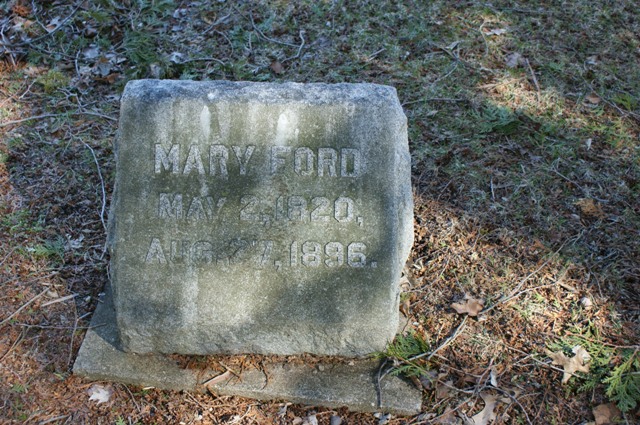 MARY FORD
MAY 2, 1820,
AUG. 27, 1896.